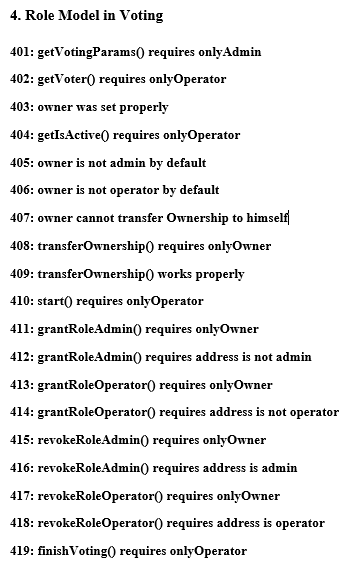 4. Role Model in Voting
401: getVotingParams() requires onlyAdmin
402: getVoter() requires onlyOperator
403: owner was set properly
404: getIsActive() requires onlyOperator
405: owner is not admin by default
406: owner is not operator by default
407: owner cannot transfer Ownership to himself
408: transferOwnership() requires onlyOwner
409: transferOwnership() works properly
410: start() requires onlyOperator
411: grantRoleAdmin() requires onlyOwner
412: grantRoleAdmin() requires address is not admin
413: grantRoleOperator() requires onlyOwner
414: grantRoleOperator() requires address is not operator
415: revokeRoleAdmin() requires onlyOwner
416: revokeRoleAdmin() requires address is admin
417: revokeRoleOperator() requires onlyOwner
418: revokeRoleOperator() requires address is operator
419: finishVoting() requires onlyOperator